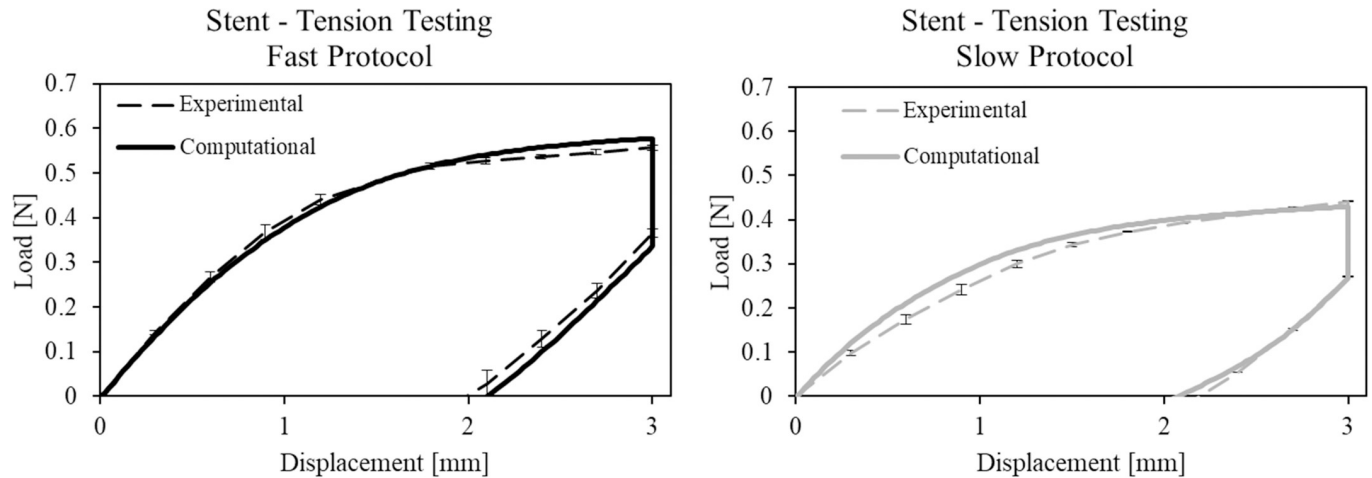 Stent - Tension Testing
Fast Protocol
0.7
0.6
0.5
0.4
0.3
0.2
0.1
0
Load [N]
Experimental
Computational
0
1
2
3
Displacement [mm]
Stent - Tension Testing
Slow Protocol
0.7
0.6
0.5
0.4
0.3
0.2
0.1
0
Load [N]
Experimental
Computational
0
1
2
3
Displacement [mm]